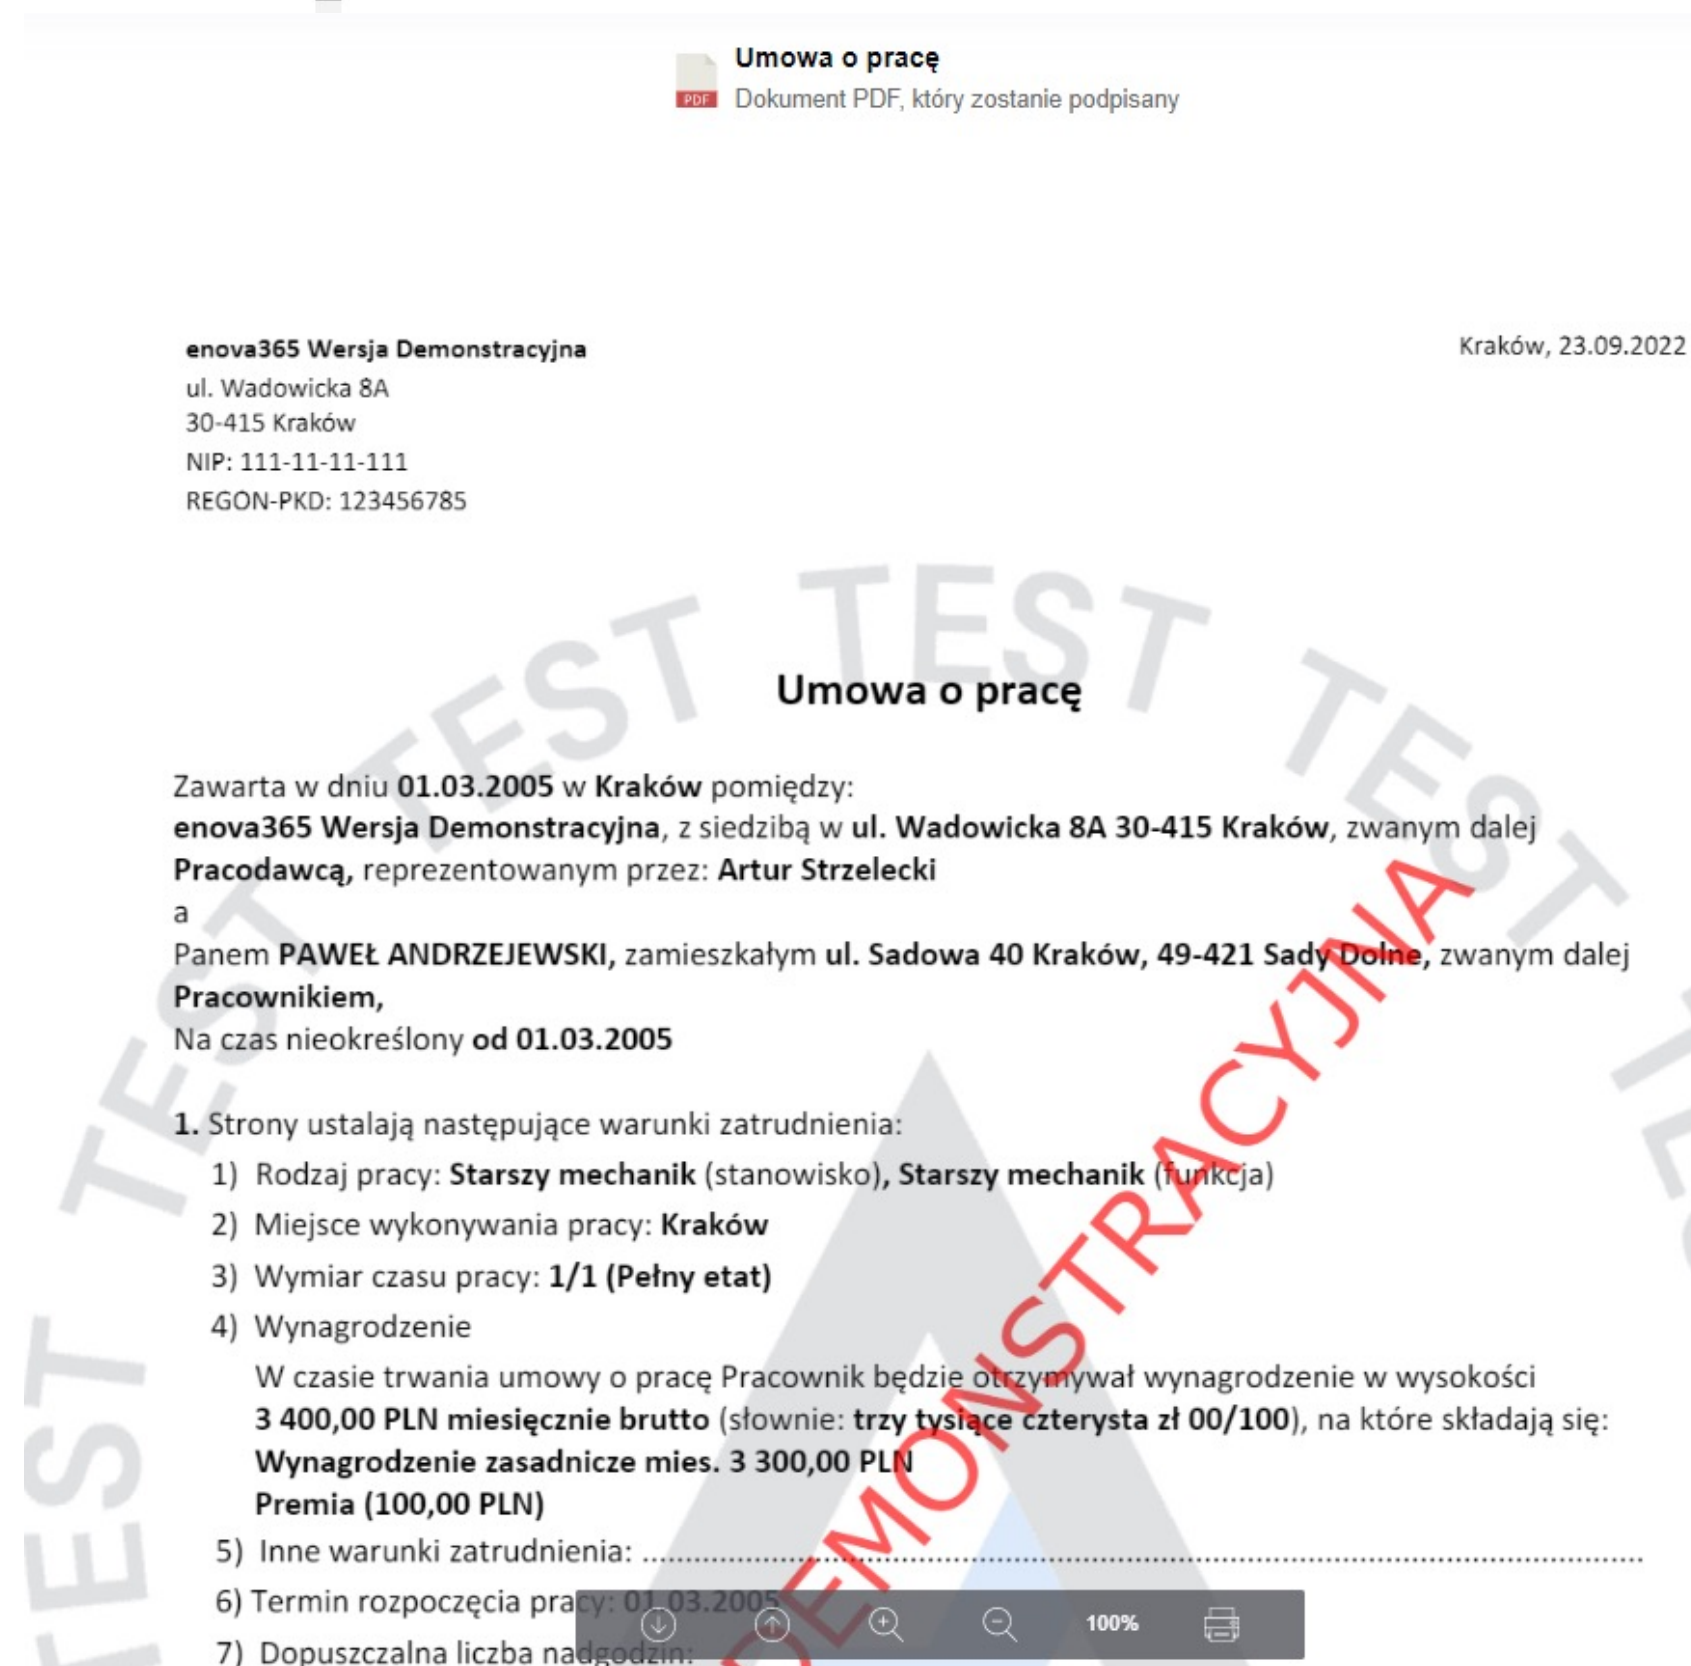 Umowa o pracę
PDF
Dokument PDF, który zostanie podpisany
enova365 Wersja Demonstracyjna
Kraków, 23.09.2022
ul. Wadowicka 8A
30-415 Kraków
NIP: 111-11-11-111
REGON-PKD: 123456785
TEST TEST TEST TEST TEST TEST
Umowa o pracę
Zawarta w dniu 01.03.2005 w Kraków pomiędzy:
enova365 Wersja Demonstracyjna, z siedzibą w ul. Wadowicka 8A 30-415 Kraków, zwanym dalej
Pracodawcą, reprezentowanym przez: Artur Strzelecki
a
Panem PAWEŁ ANDRZEJEWSKI, zamieszkałym ul. Sadowa 40 Kraków, 49-421 Sady Dolne, zwanym dalej
Pracownikiem,
Na czas nieokreślony od 01.03.2005
1. Strony ustalają następujące warunki zatrudnienia:
1) Rodzaj pracy: Starszy mechanik (stanowisko), Starszy mechanik (funkcja)
2) Miejsce wykonywania pracy: Kraków
3) Wymiar czasu pracy: 1/1 (Pełny etat)
4) Wynagrodzenie
W czasie trwania umowy o pracę Pracownik będzie otrzymywał wynagrodzenie w wysokości
3 400,00 PLN miesięcznie brutto (słownie: trzy tysiące czterysta zł 00/100), na które składają się:
Wynagrodzenie zasadnicze mies. 3 300,00 PLN
Premia (100,00 PLN)
5) Inne warunki zatrudnienia: ........................................................
6) Termin rozpoczęcia pracy: 01.03.2005
7) Dopuszczalna liczba nadgodzin:
DEMONSTRACYJNA
100%